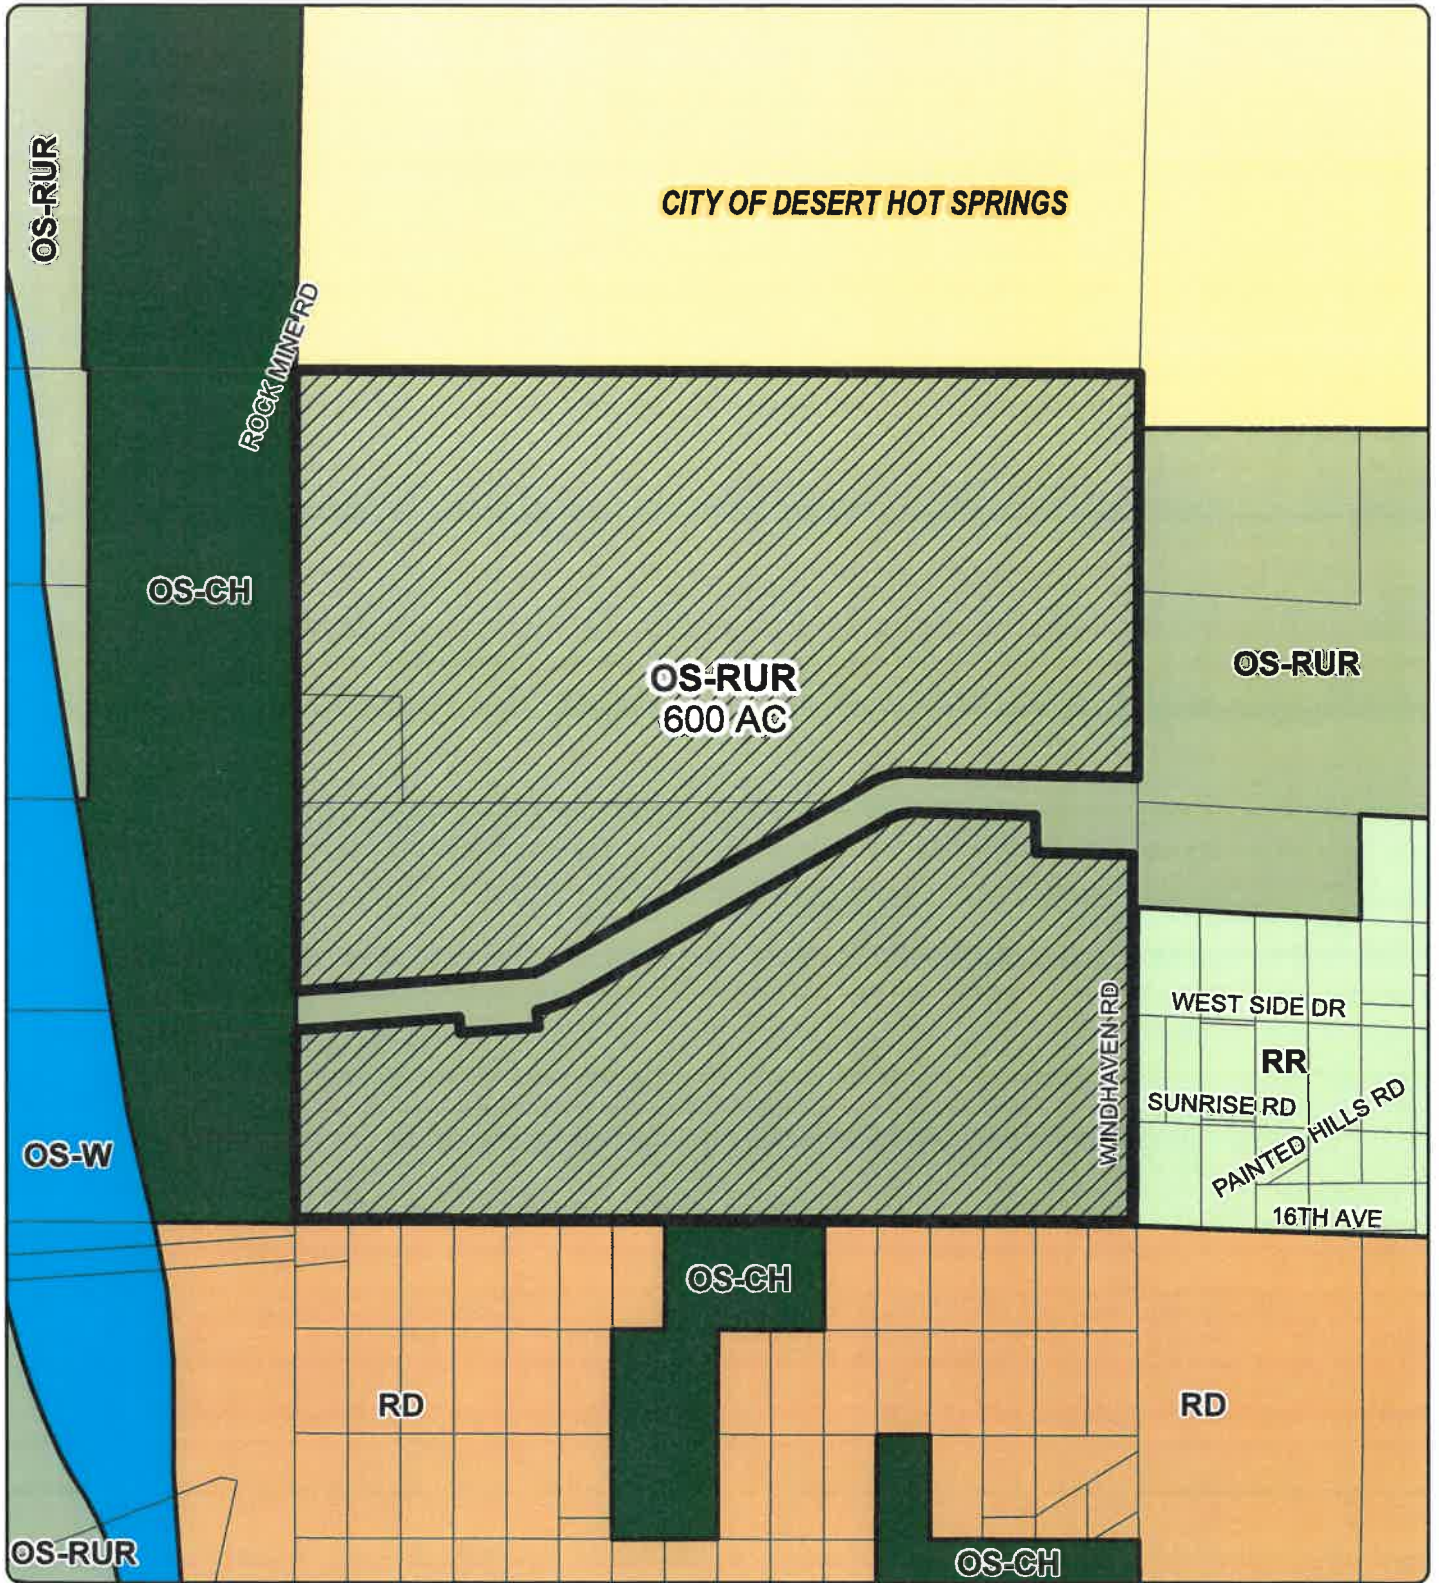 OS-RUR
CITY OF DESERT HOT SPRINGS
ROCK MINE RD
OS-CH
OS-RUR
600 AC
OS-RUR
WINDHAVEN RD
WEST SIDE DR
RR
SUNRISE RD
PAINTED HILLS RD
OS-W
16TH AVE
OS-CH
RD
RD
OS-RUR
OS-CH